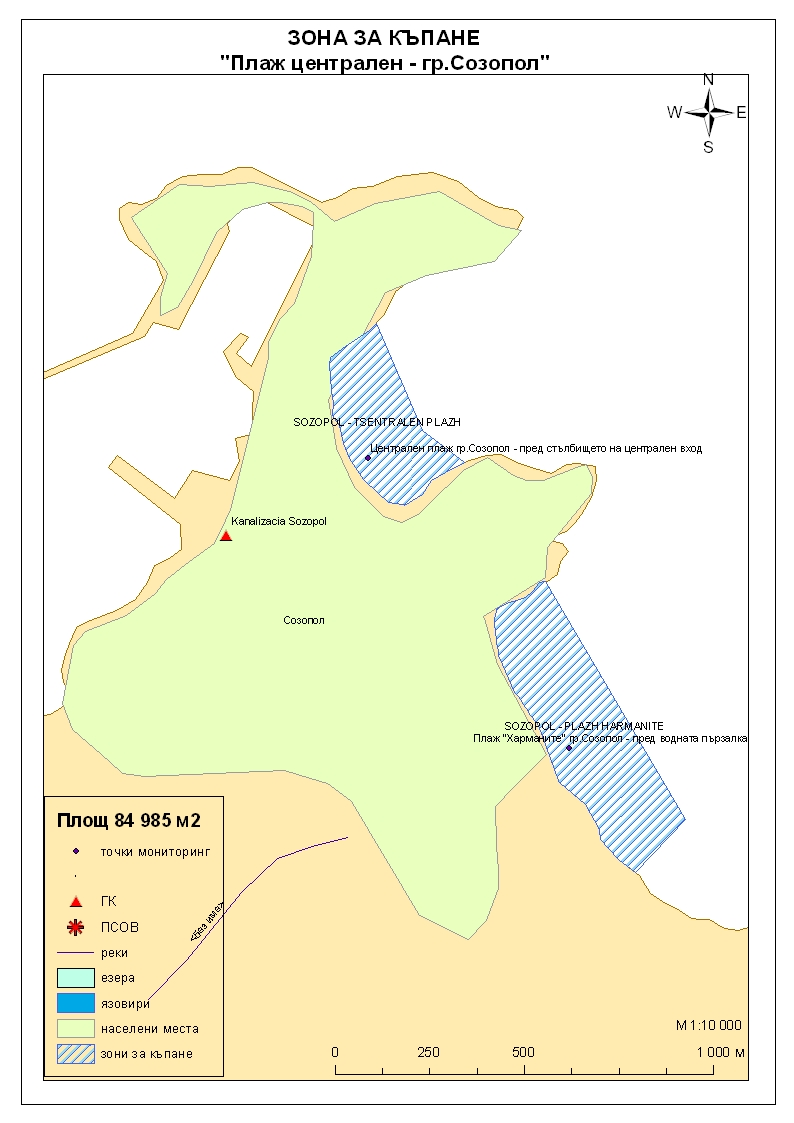 ЗОНА ЗА КЪПАНЕ
"Плаж централен - гр.Созопол"
N
W E
S
SOZOPOL - TSENTRALEN PLAZH
Централен плаж гр.Созопол - пред стълбището на централен вход
Kanalizacia Sozopol
Созопол
SOZOPOL - PLAZH HARMANITE
Плаж "Харманите" гр.Созопол - пред водната пързалка
Площ 84 985 м2
точки мониторинг
ГК
ПСОВ
<без име>
реки
езера
язовири
населени места
зони за къпане
М 1:10 000
0 250 500 1 000 м